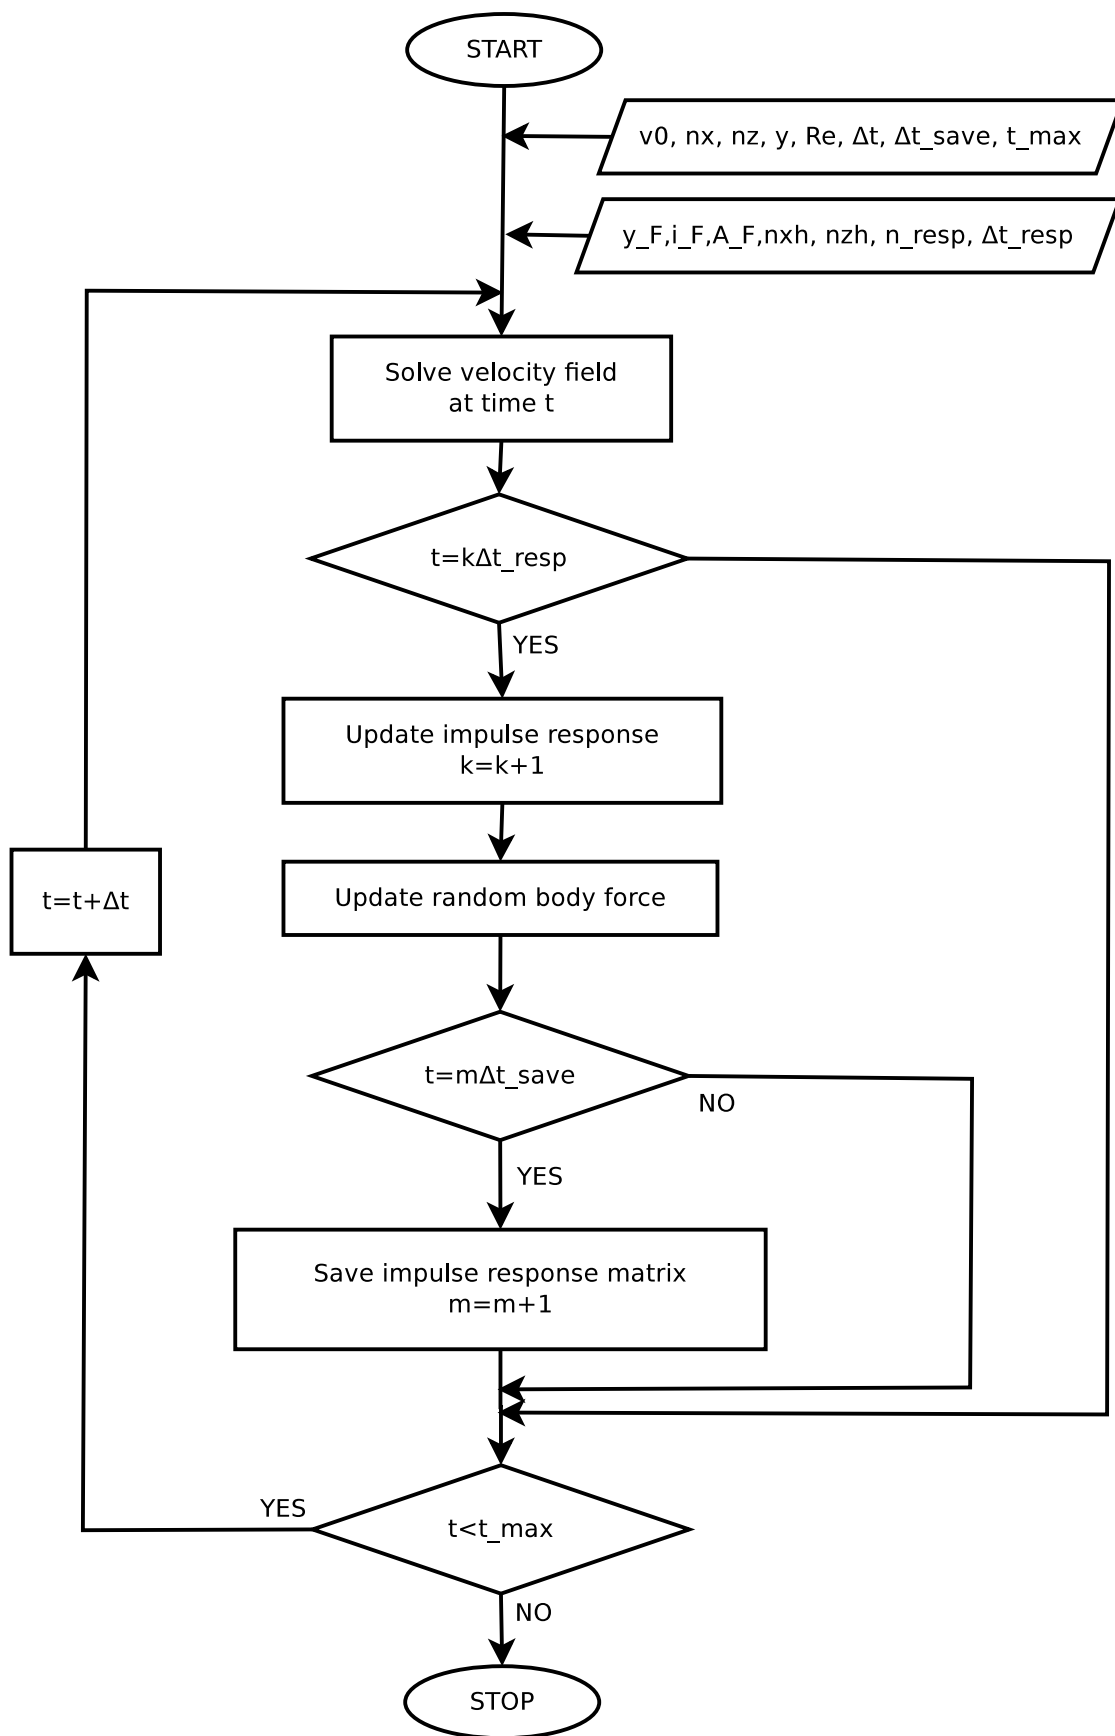 START
v0, nx, nz, y, Re, Δt, Δt_save, t_max
y_F,i_F,A_F,nxh, nzh, n_resp, Δt_resp
Solve velocity field
at time t
t=kΔt_resp
YES
Update impulse response
k=k+1
t=t+Δt
Update random body force
t=mΔt_save
NO
YES
Save impulse response matrix
m=m+1
YES
t<t_max
NO
STOP